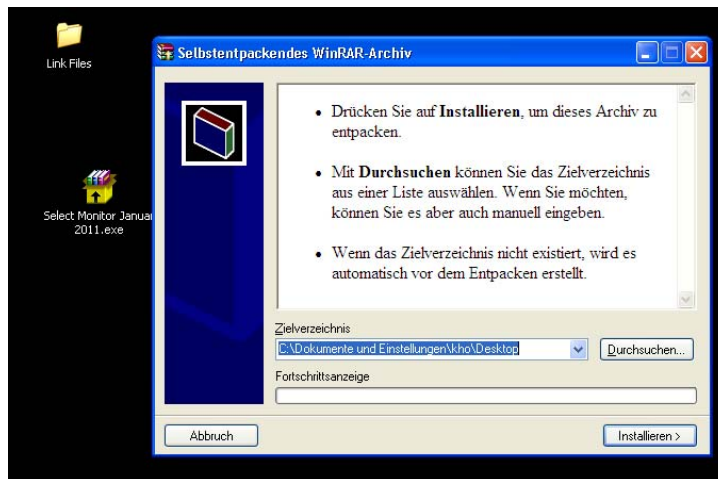 Link Files
Select Monitor Januar
2011.exe
Selbstentpackendes WinRAR-Archiv
• Drücken Sie auf Installieren, um dieses Archiv zu
entpacken.
• Mit Durchsuchen können Sie das Zielverzeichnis
aus einer Liste auswählen. Wenn Sie möchten,
können Sie es aber auch manuell eingeben.
• Wenn das Zielverzeichnis nicht existiert, wird es
automatisch vor dem Entpacken erstellt.
Zielverzeichnis
C:\Dokumente und Einstellungen\kho\Desktop
Durchsuchen...
Fortschrittsanzeige
Abbruch
Installieren >